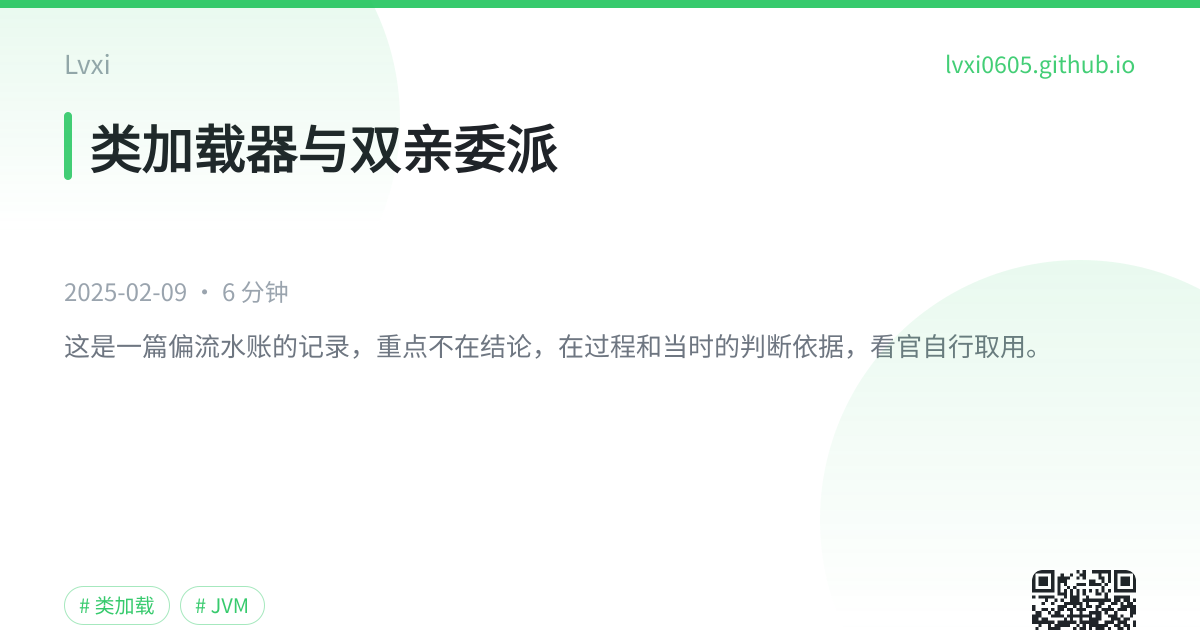 Lvxi
lvxi0605.github.io
类加载器与双亲委派
2025-02-09 · 6 分钟
这是一篇偏流水账的记录，重点不在结论，在过程和当时的判断依据，看官自行取用。
# 类加载
# JVM